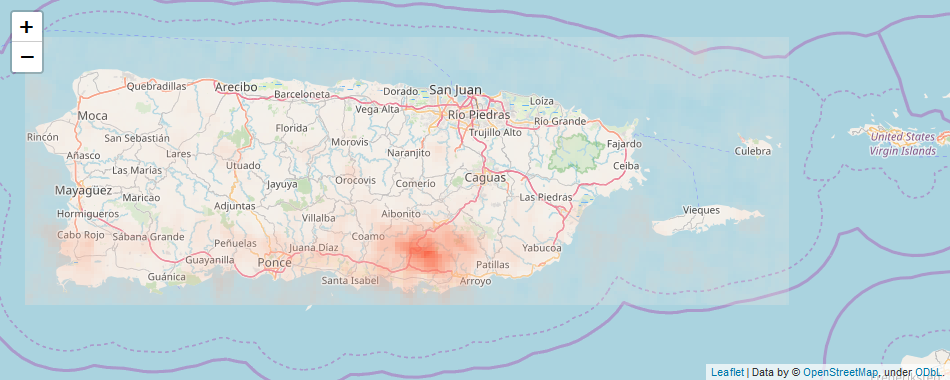 +
−
Quebradillas
Arecibo
Barceloneta
Dorado
San Juan
Loíza
Moca
Vega Alta
Río Piedras
Río Grande
Rincón
San Sebastián
Florida
Morovis
Trujillo Alto
Fajardo
Culebra
United States
Virgin Islands
Añasco
Lares
Naranjito
Utuado
Ceiba
Las Marías
Mayagüez
Maricao
Jayuya
Orocovis
Comerío
Caguas
Las Piedras
Hormigueros
Adjuntas
Villalba
Aibonito
Vieques
Cabo Rojo
Sábana Grande
Peñuelas
Juana Díaz
Coamo
Yabucoa
Guayanilla
Ponce
Patillas
Guánica
Santa Isabel
Arroyo
Leaflet | Data by © OpenStreetMap, under ODbL.